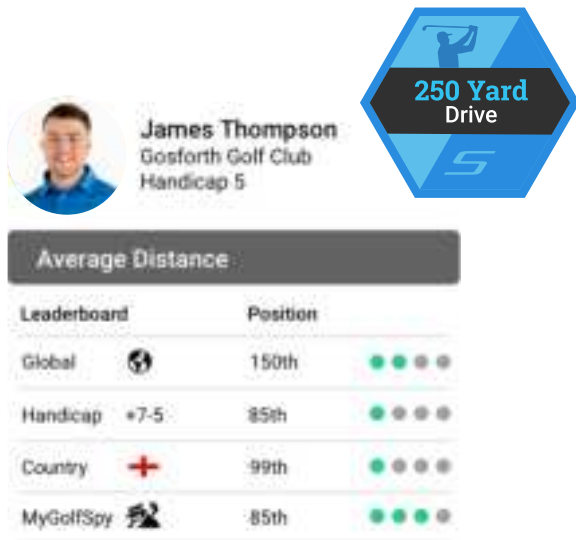 250 Yard
Drive
James Thompson
Gosforth Golf Club
Handicap 5
Average Distance
Leaderboard Position
Global 150th
Handicap +7-5 85th
Country 99th
MyGolfSpy 85th